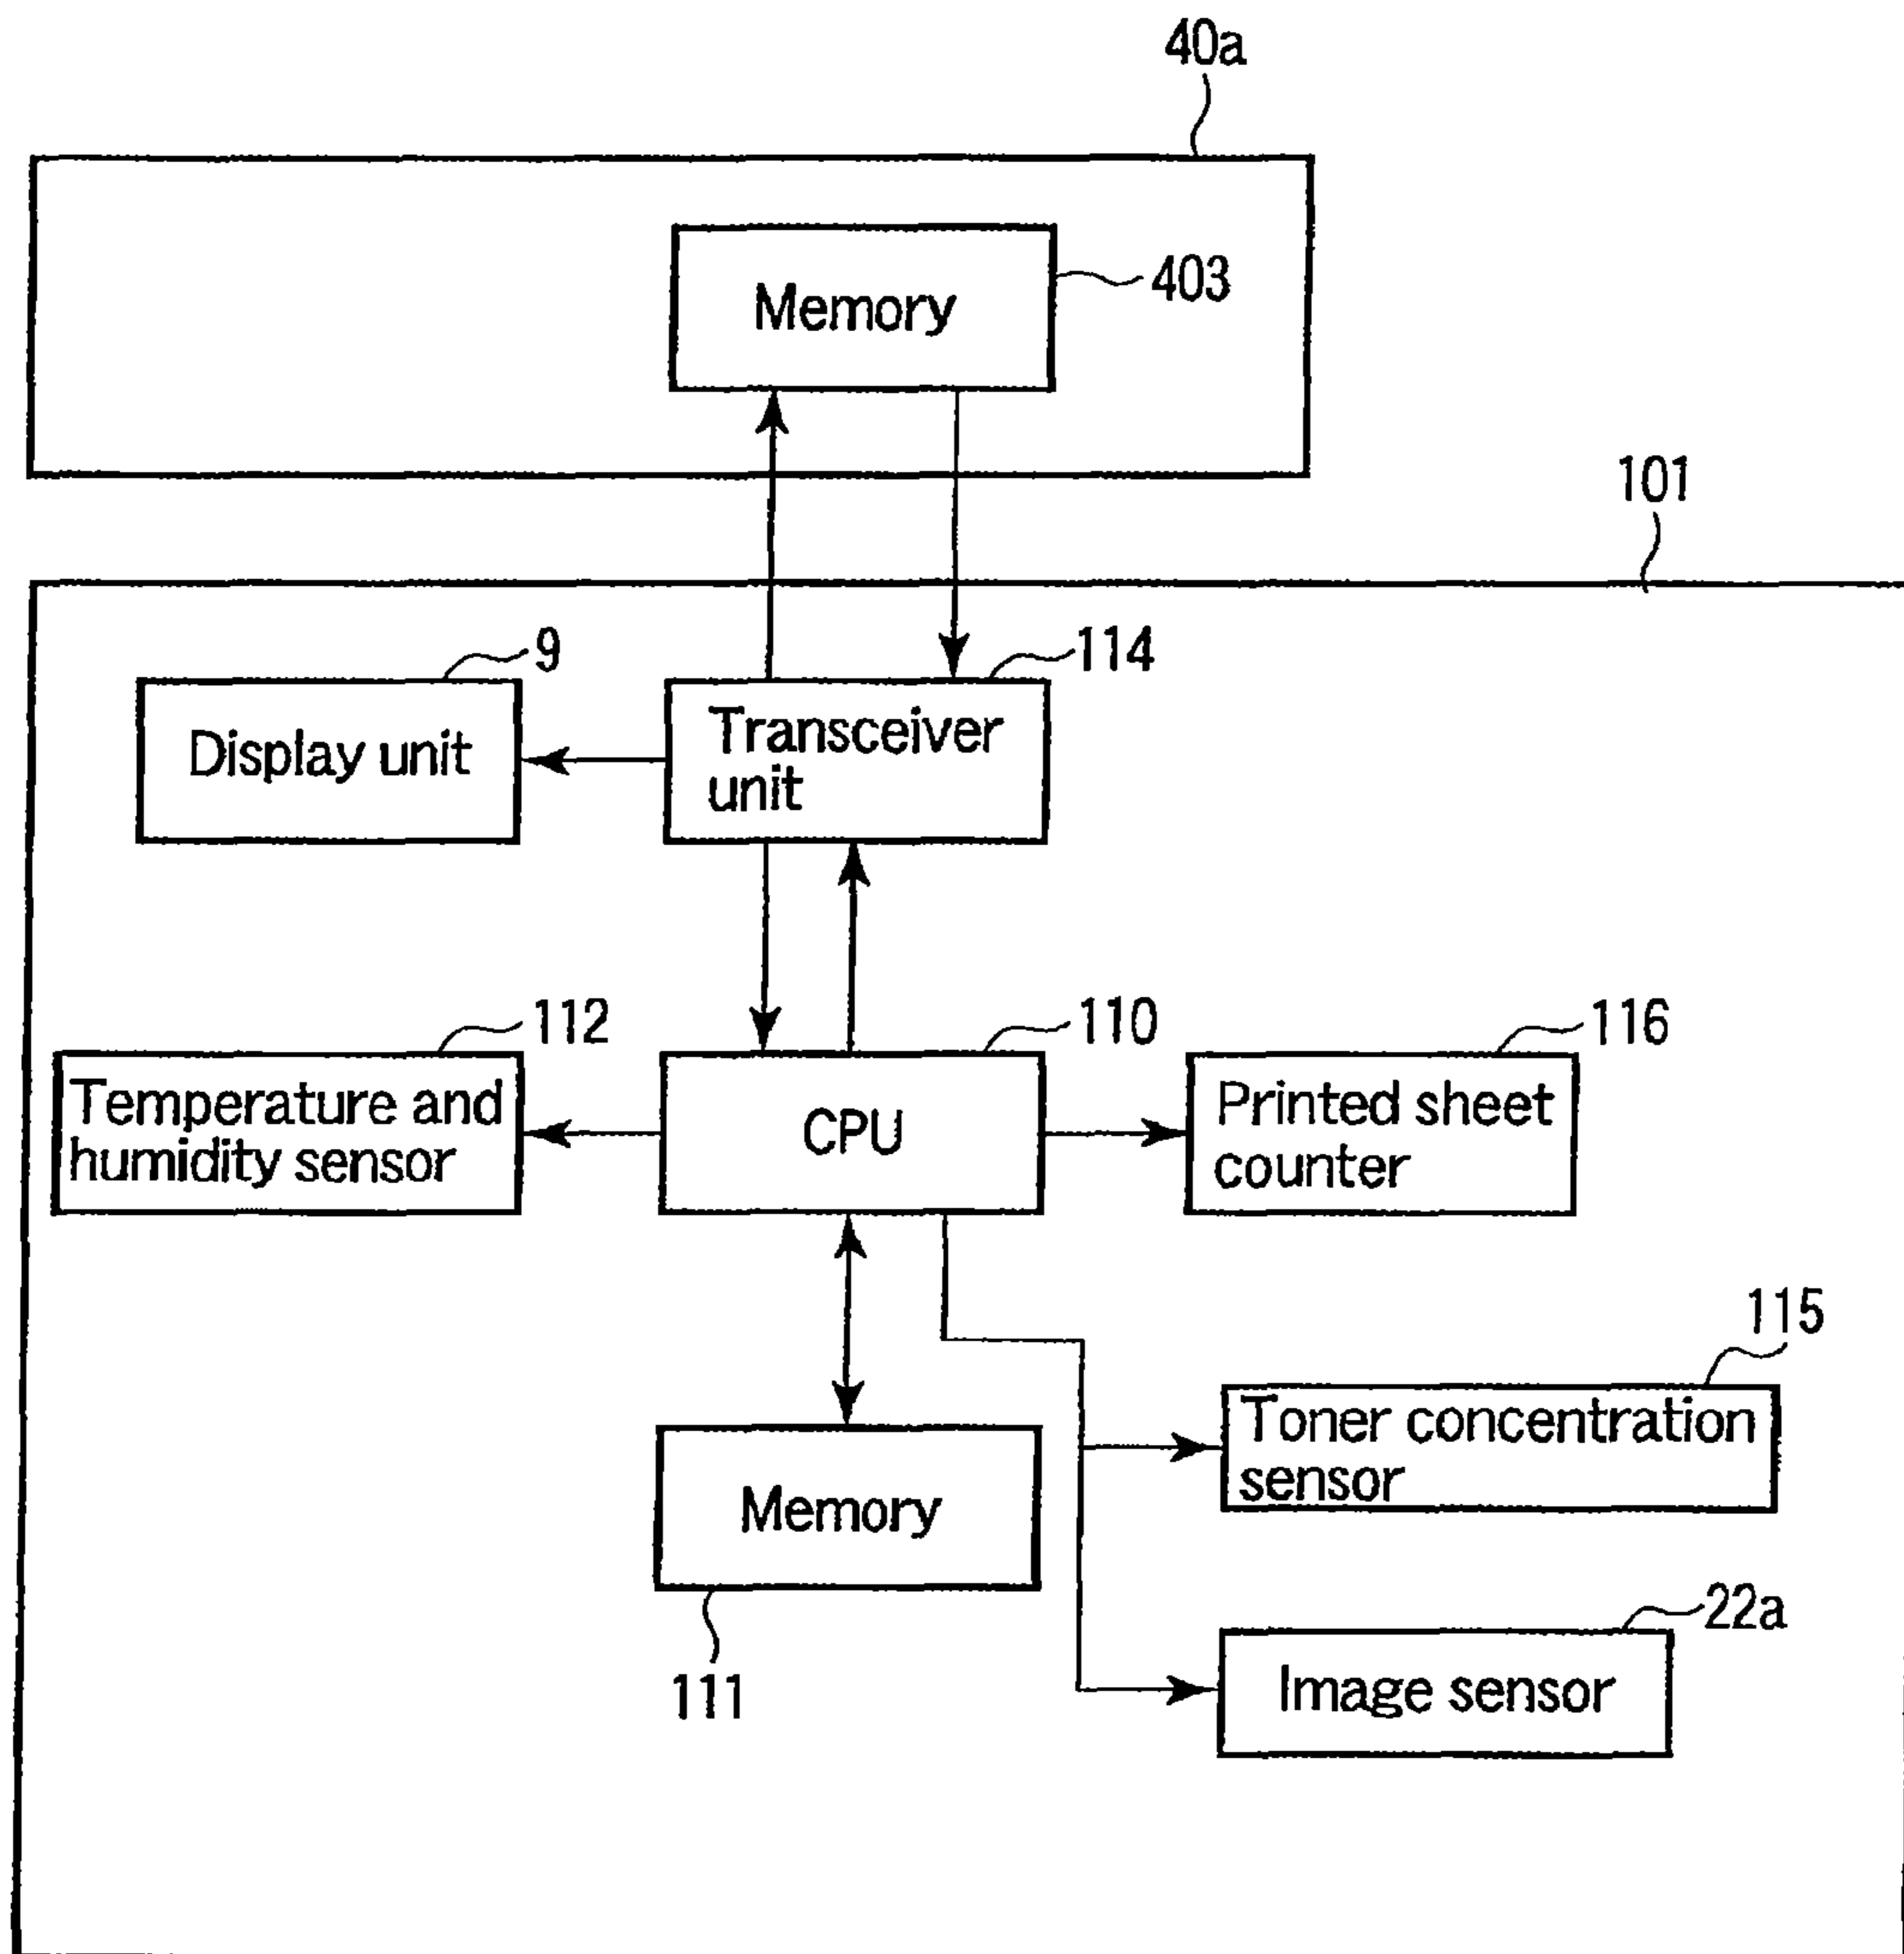 40a
Memory
403
101
9
114
Display unit
Transceiver
unit
112
110
116
Temperature and
humidity sensor
CPU
Printed sheet
counter
115
Toner concentration
sensor
Memory
22a
111
Image sensor